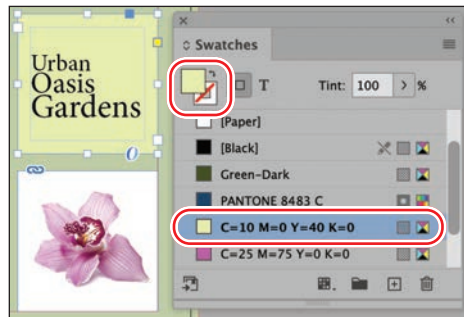 Urban
Oasis
Gardens
Swatches
T
Tint: 100 > %
[Paper]
[Black]
Green-Dark
PANTONE 8483 C
C=10 M=0 Y=40 K=0
C=25 M=75 Y=0 K=0